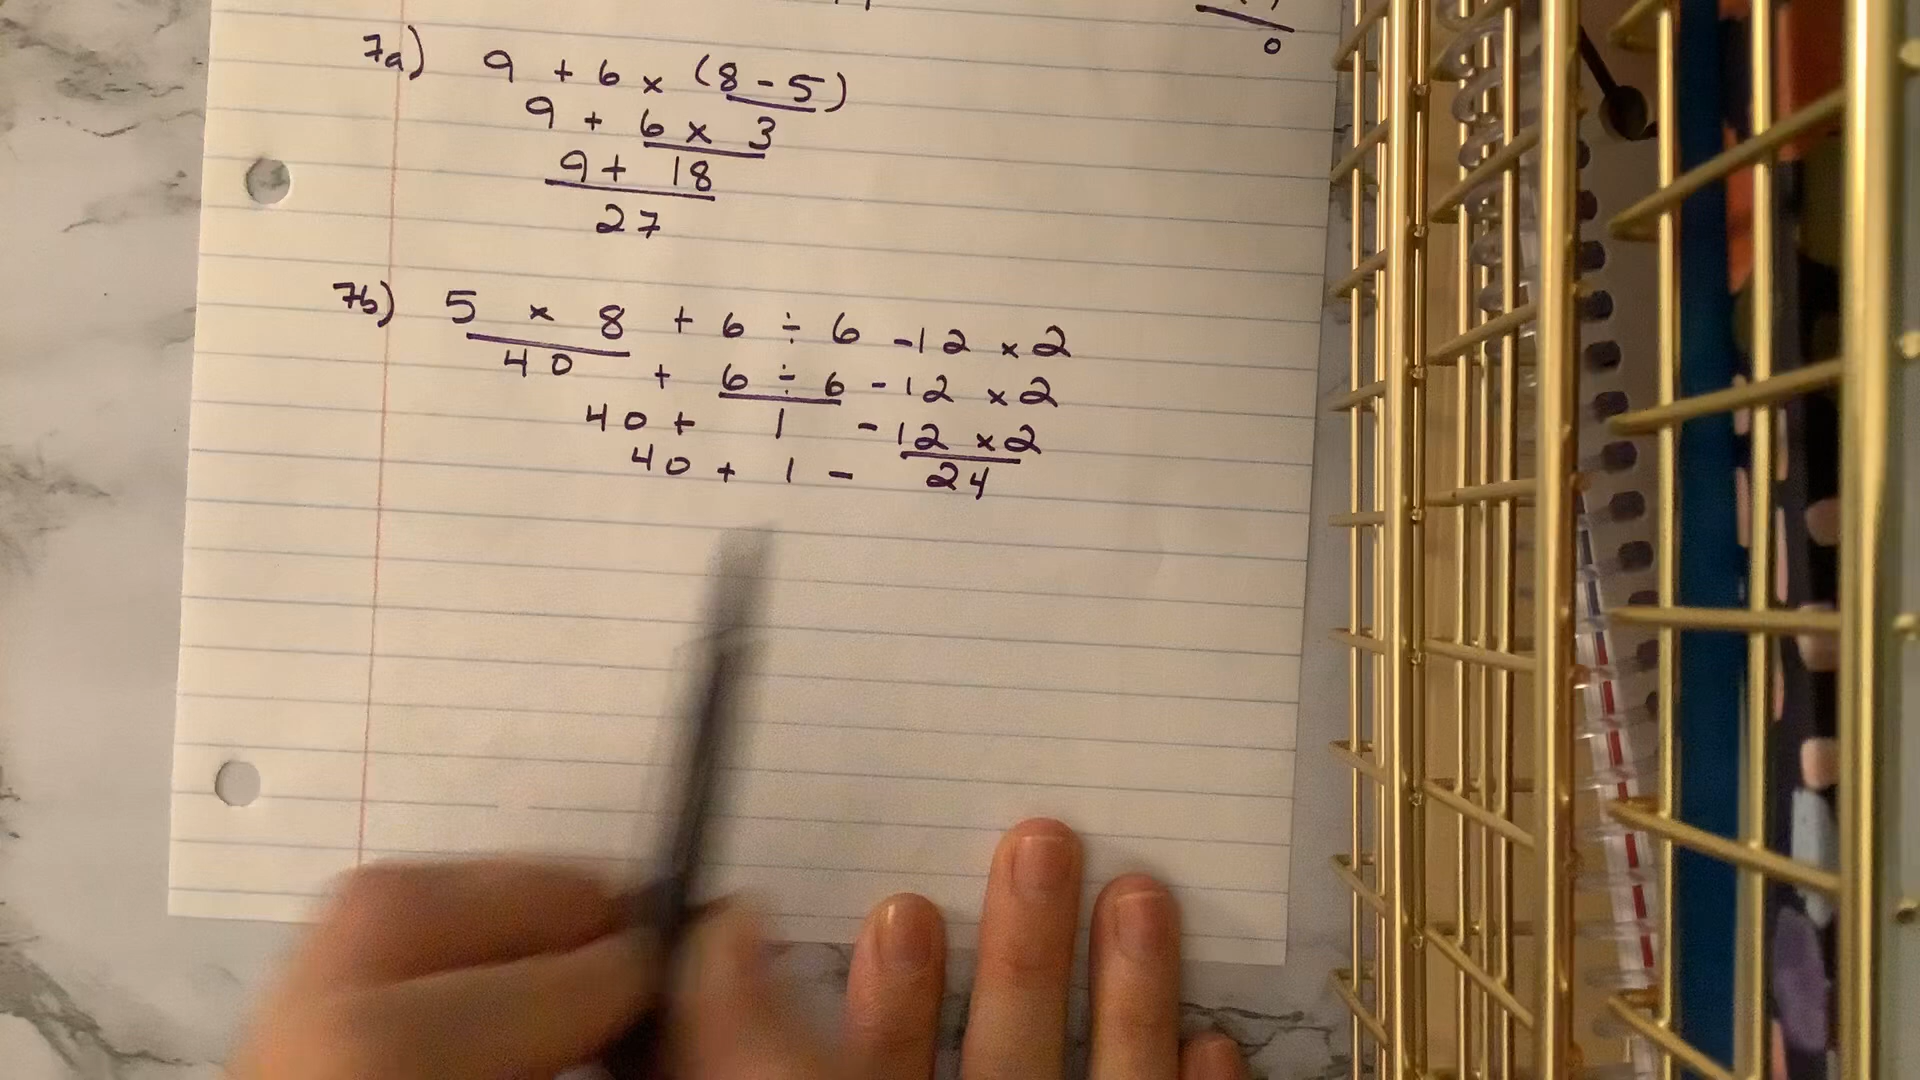 0
7a) 9 + 6 × (8 - 5)
9 + 6 × 3
9 + 18
27
7b) 5 × 8 + 6 ÷ 6 - 12 × 2
40 + 6 ÷ 6 - 12 × 2
40 + 1 - 12 × 2
40 + 1 - 24